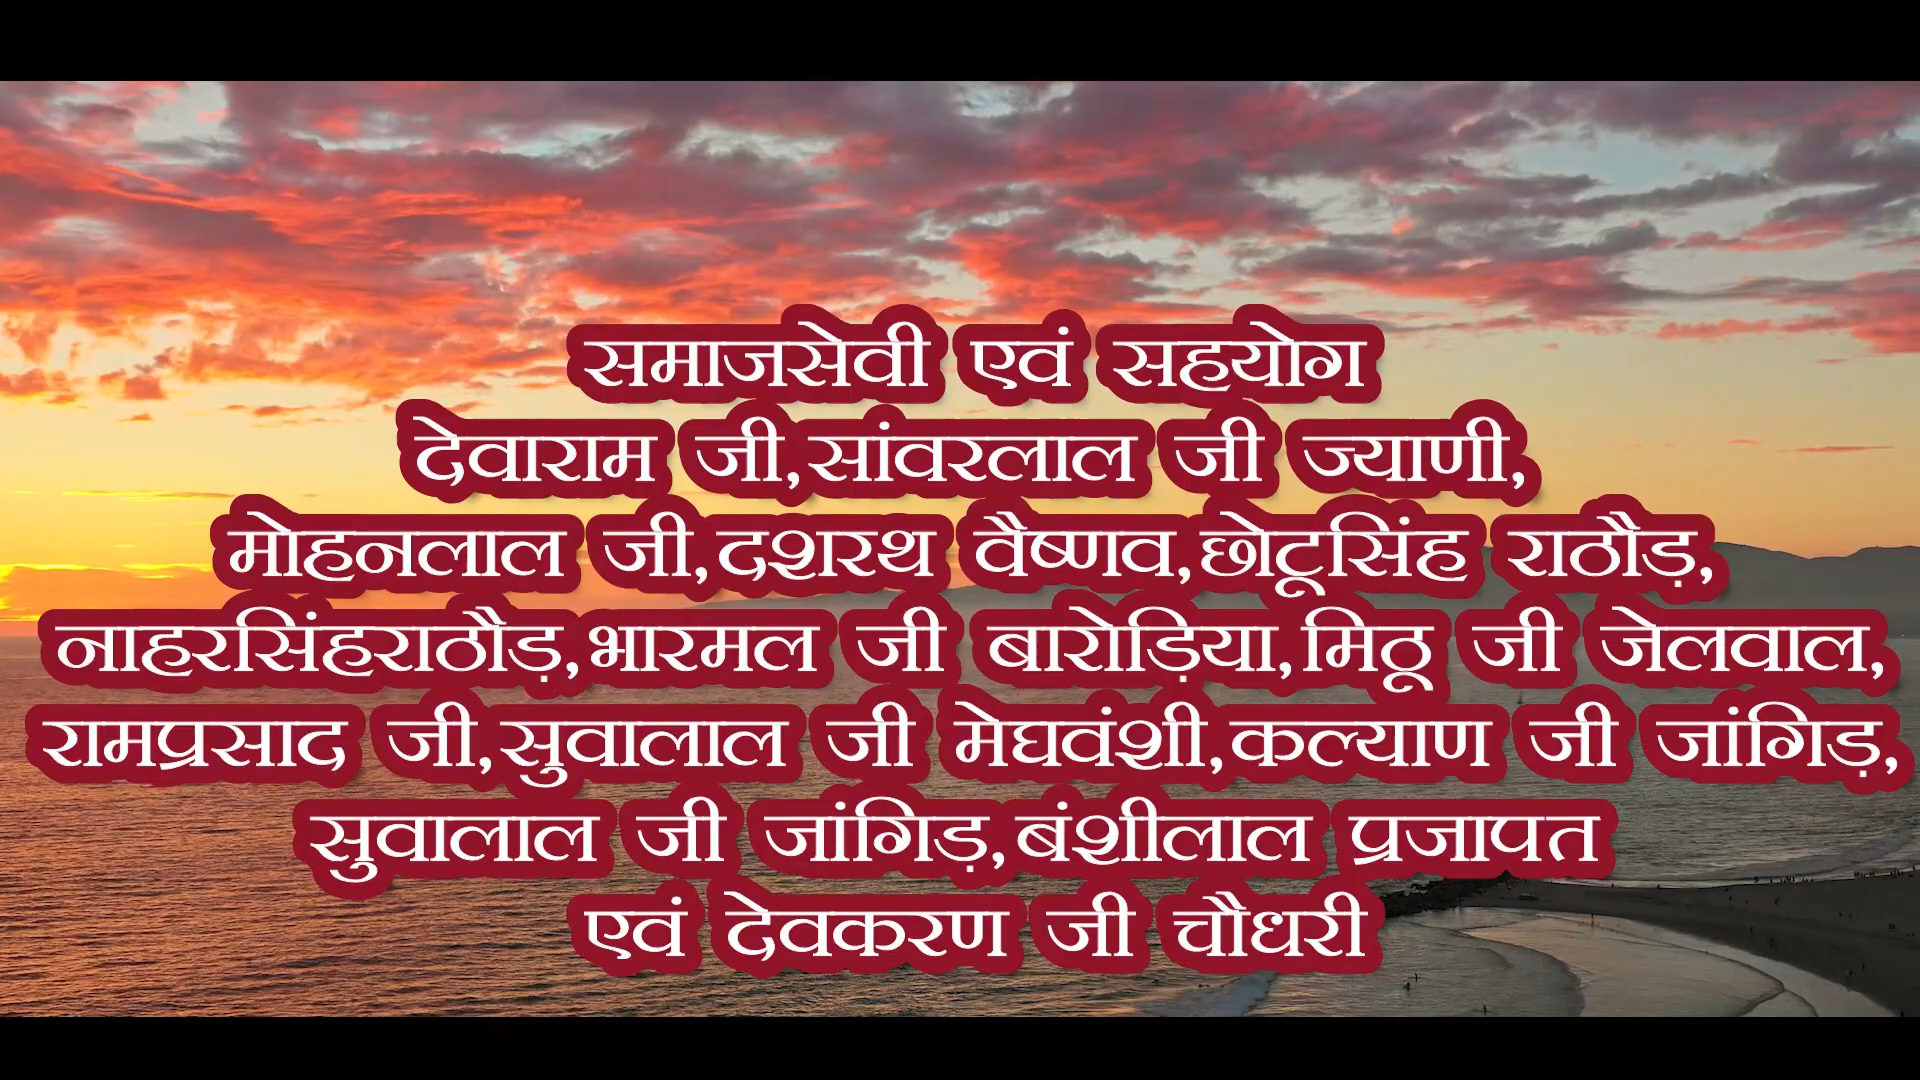 समाजसेवी एवं सहयोग
देवाराम जी,सांवरलाल जी ज्याणी,
मोहनलाल जी,दशरथ वैष्णव,छोटूसिंह राठौड़,
नाहरसिंहराठौड़,भारमल जी बारोड़िया,मिठू जी जेलवाल,
रामप्रसाद जी,सुवालाल जी मेघवंशी,कल्याण जी जांगिड़,
सुवालाल जी जांगिड़,बंशीलाल प्रजापत
एवं देवकरण जी चौधरी